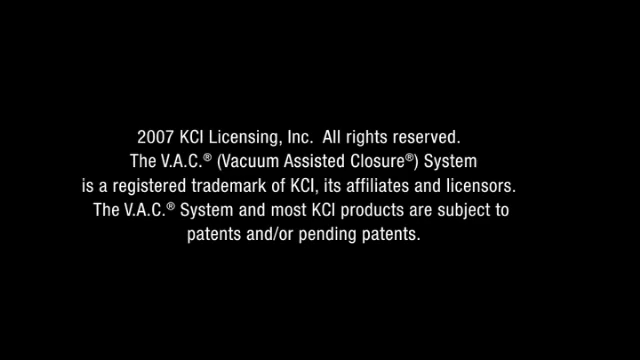 2007 KCI Licensing, Inc.  All rights reserved.
The V.A.C.® (Vacuum Assisted Closure®) System
is a registered trademark of KCI, its affiliates and licensors.
The V.A.C.® System and most KCI products are subject to
patents and/or pending patents.